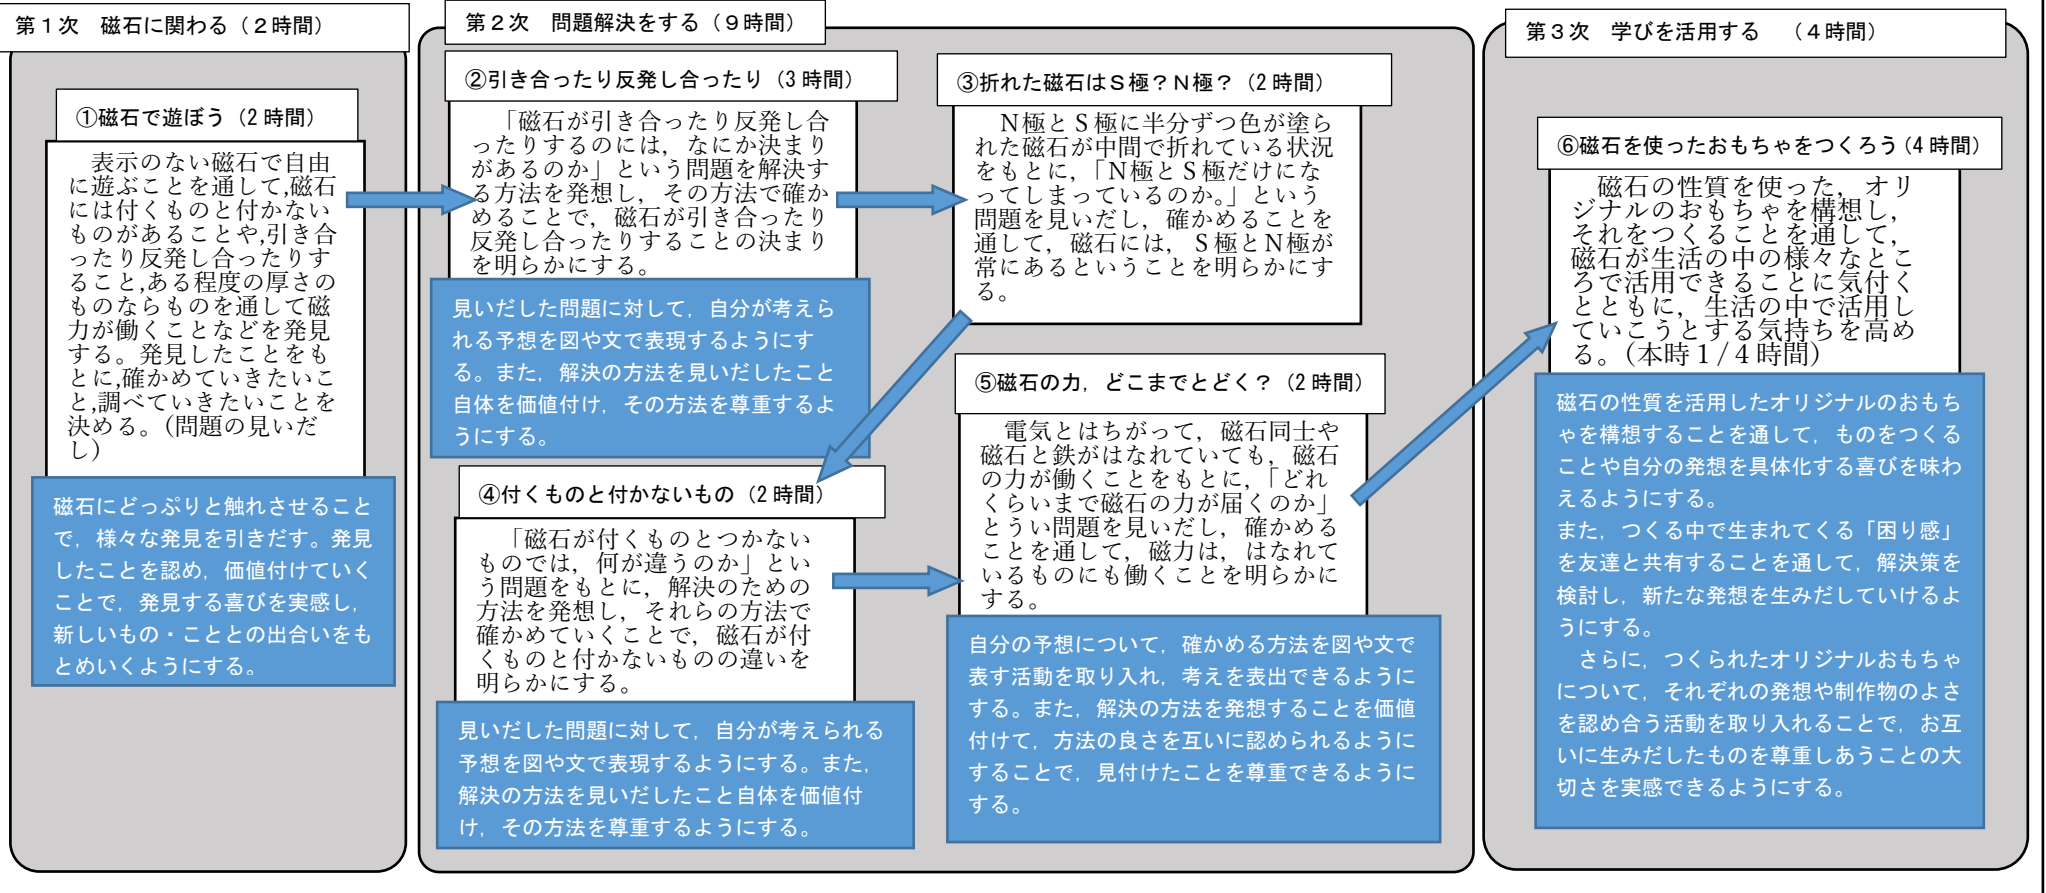 第１次　磁石に関わる（２時間）
①磁石で遊ぼう（2時間）
　表示のない磁石で自由
に遊ぶことを通して,磁石
には付くものと付かない
ものがあることや,引き合
ったり反発し合ったりす
ること,ある程度の厚さの
ものならものを通して磁
力が働くことなどを発見
する。発見したことをも
とに,確かめていきたいこ
と,調べていきたいことを
決める。(問題の見いだ
し)
磁石にどっぷりと触れさせること
で，様々な発見を引きだす。発見
したことを認め，価値付けていく
ことで，発見する喜びを実感し，
新しいもの・こととの出合いをも
とめいくようにする。
第２次　問題解決をする（９時間）
②引き合ったり反発し合ったり（3時間）
　「磁石が引き合ったり反発し合
ったりするのには，なにか決まり
があるのか」という問題を解決す
る方法を発想し，その方法で確か
めることで，磁石が引き合ったり
反発し合ったりすることの決まり
を明らかにする。
見いだした問題に対して，自分が考えら
れる予想を図や文で表現するようにす
る。また，解決の方法を見いだしたこと
自体を価値付け，その方法を尊重するよ
うにする。
③折れた磁石はＳ極？Ｎ極？（2時間）
　Ｎ極とＳ極に半分ずつ色が塗ら
れた磁石が中間で折れている状況
をもとに，「Ｎ極とＳ極だけにな
ってしまっているのか。」という
問題を見いだし，確かめることを
通して，磁石には，Ｓ極とＮ極が
常にあるということを明らかにす
る。
④付くものと付かないもの（2時間）
　「磁石が付くものとつかない
ものでは，何が違うのか」とい
う問題をもとに，解決のための
方法を発想し，それらの方法で
確かめていくことで，磁石が付
くものと付かないものの違いを
明らかにする。
見いだした問題に対して，自分が考えられる
予想を図や文で表現するようにする。また，
解決の方法を見いだしたこと自体を価値付
け，その方法を尊重するようにする。
⑤磁石の力，どこまでとどく？（2時間）
　電気とはちがって，磁石同士や
磁石と鉄がはなれていても，磁石
の力が働くことをもとに，「どれ
くらいまで磁石の力が届くのか」
とうい問題を見いだし，確かめる
ことを通して，磁力は，はなれて
いるものにも働くことを明らかに
する。
自分の予想について，確かめる方法を図や文で
表す活動を取り入れ，考えを表出できるように
する。また，解決の方法を発想することを価値
付けて，方法の良さを互いに認められるように
することで，見付けたことを尊重できるように
する。
第３次　学びを活用する　（４時間）
⑥磁石を使ったおもちゃをつくろう(4時間)
　磁石の性質を使った，オリ
ジナルのおもちゃを構想し，
それをつくることを通して，
磁石が生活の中の様々なとこ
ろで活用できることに気付く
とともに，生活の中で活用し
ていこうとする気持ちを高め
る。(本時１/４時間)
磁石の性質を活用したオリジナルのおもち
ゃを構想することを通して，ものをつくる
ことや自分の発想を具体化する喜びを味わ
えるようにする。
また，つくる中で生まれてくる「困り感」
を友達と共有することを通して，解決策を
検討し，新たな発想を生みだしていけるよ
うにする。
　さらに，つくられたオリジナルおもちゃ
について，それぞれの発想や制作物のよさ
を認め合う活動を取り入れることで，お互
いに生みだしたものを尊重しあうことの大
切さを実感できるようにする。